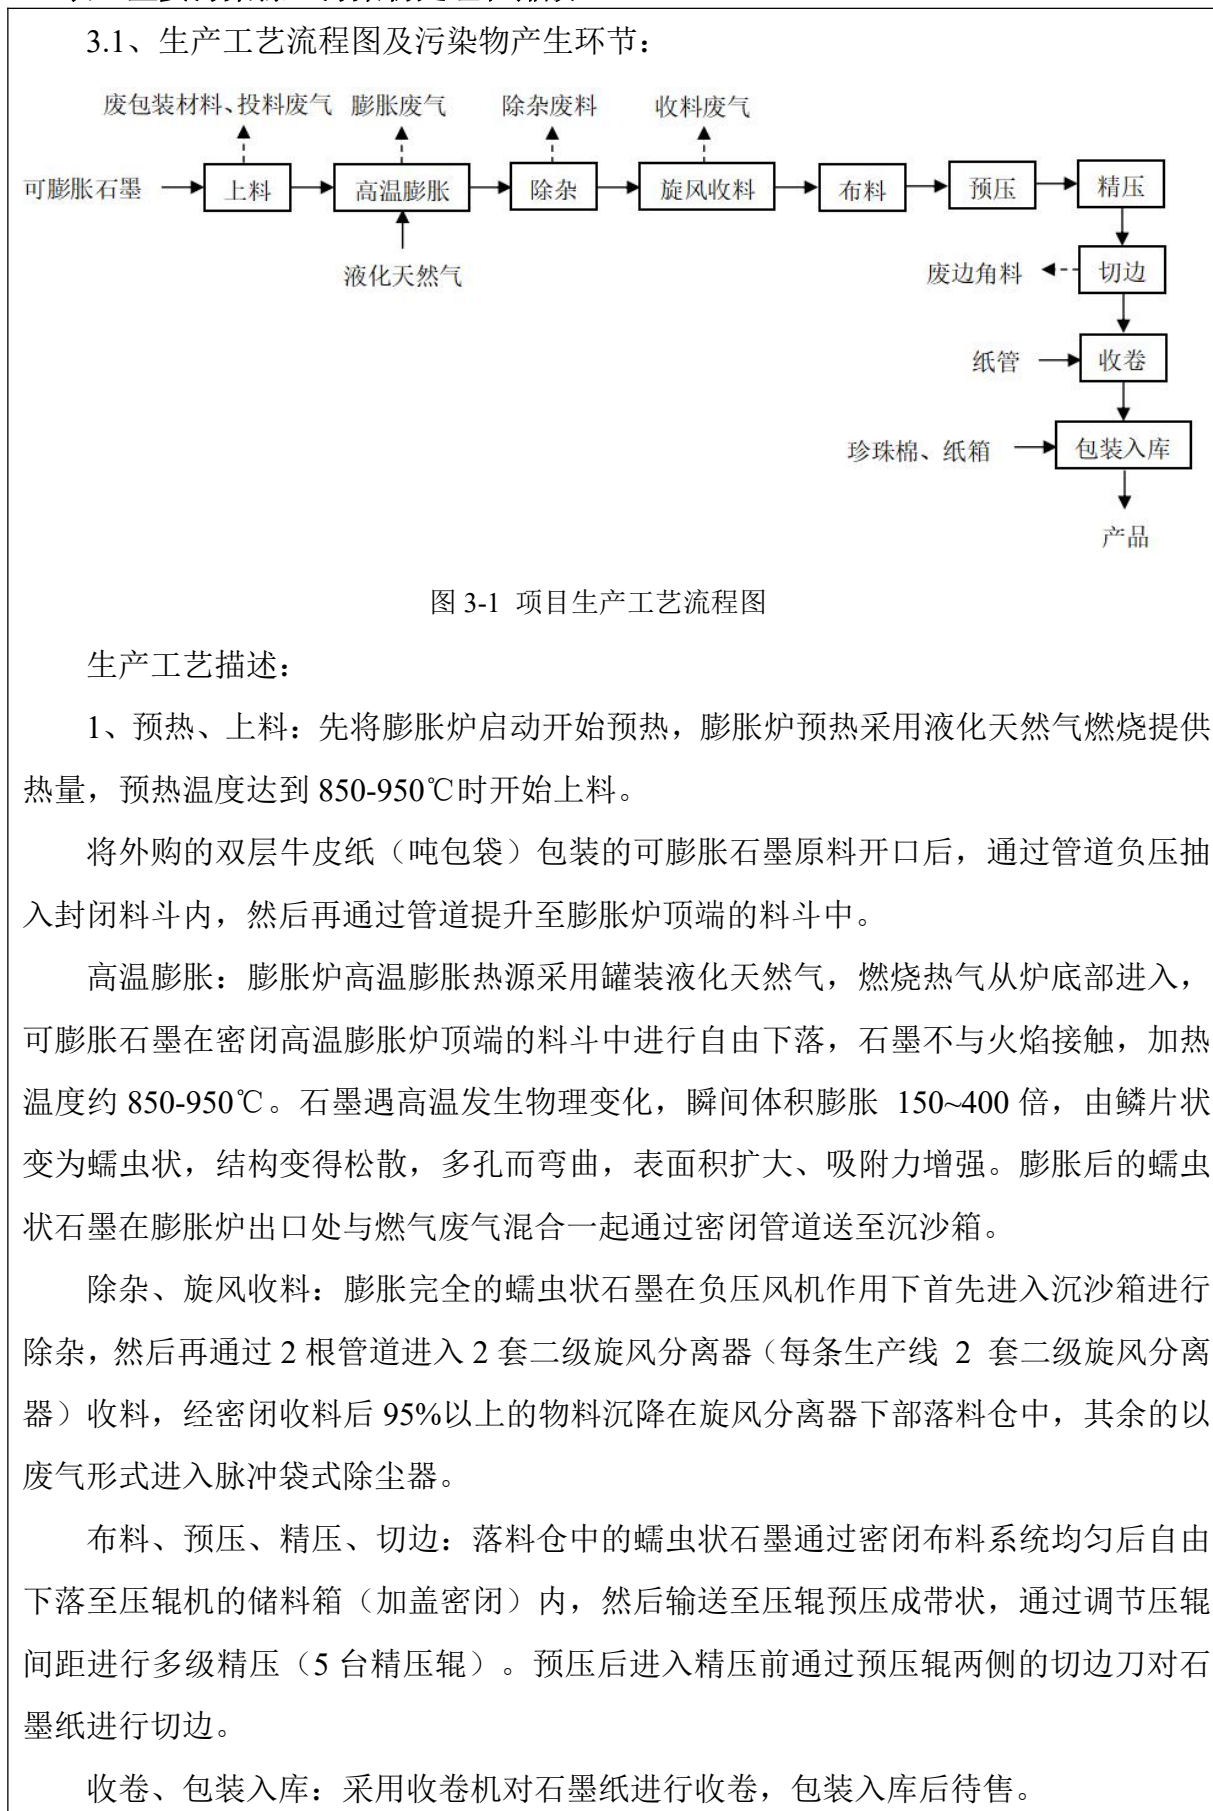 3.1、生产工艺流程图及污染物产生环节：
废包装材料、投料废气 膨胀废气 除杂废料 收料废气
可膨胀石墨 上料 高温膨胀 除杂 旋风收料 布料 预压 精压
液化天然气 废边角料 切边
纸管 收卷
珍珠棉、纸箱 包装入库
产品
图 3-1 项目生产工艺流程图
生产工艺描述：
1、预热、上料：先将膨胀炉启动开始预热，膨胀炉预热采用液化天然气燃烧提供
热量，预热温度达到 850-950℃时开始上料。
将外购的双层牛皮纸（吨包袋）包装的可膨胀石墨原料开口后，通过管道负压抽
入封闭料斗内，然后再通过管道提升至膨胀炉顶端的料斗中。
高温膨胀：膨胀炉高温膨胀热源采用罐装液化天然气，燃烧热气从炉底部进入，
可膨胀石墨在密闭高温膨胀炉顶端的料斗中进行自由下落，石墨不与火焰接触，加热
温度约 850-950℃。石墨遇高温发生物理变化，瞬间体积膨胀 150~400 倍，由鳞片状
变为蠕虫状，结构变得松散，多孔而弯曲，表面积扩大、吸附力增强。膨胀后的蠕虫
状石墨在膨胀炉出口处与燃气废气混合一起通过密闭管道送至沉沙箱。
除杂、旋风收料：膨胀完全的蠕虫状石墨在负压风机作用下首先进入沉沙箱进行
除杂，然后再通过 2 根管道进入 2 套二级旋风分离器（每条生产线 2 套二级旋风分离
器）收料，经密闭收料后 95%以上的物料沉降在旋风分离器下部落料仓中，其余的以
废气形式进入脉冲袋式除尘器。
布料、预压、精压、切边：落料仓中的蠕虫状石墨通过密闭布料系统均匀后自由
下落至压辊机的储料箱（加盖密闭）内，然后输送至压辊预压成带状，通过调节压辊
间距进行多级精压（5 台精压辊）。预压后进入精压前通过预压辊两侧的切边刀对石
墨纸进行切边。
收卷、包装入库：采用收卷机对石墨纸进行收卷，包装入库后待售。